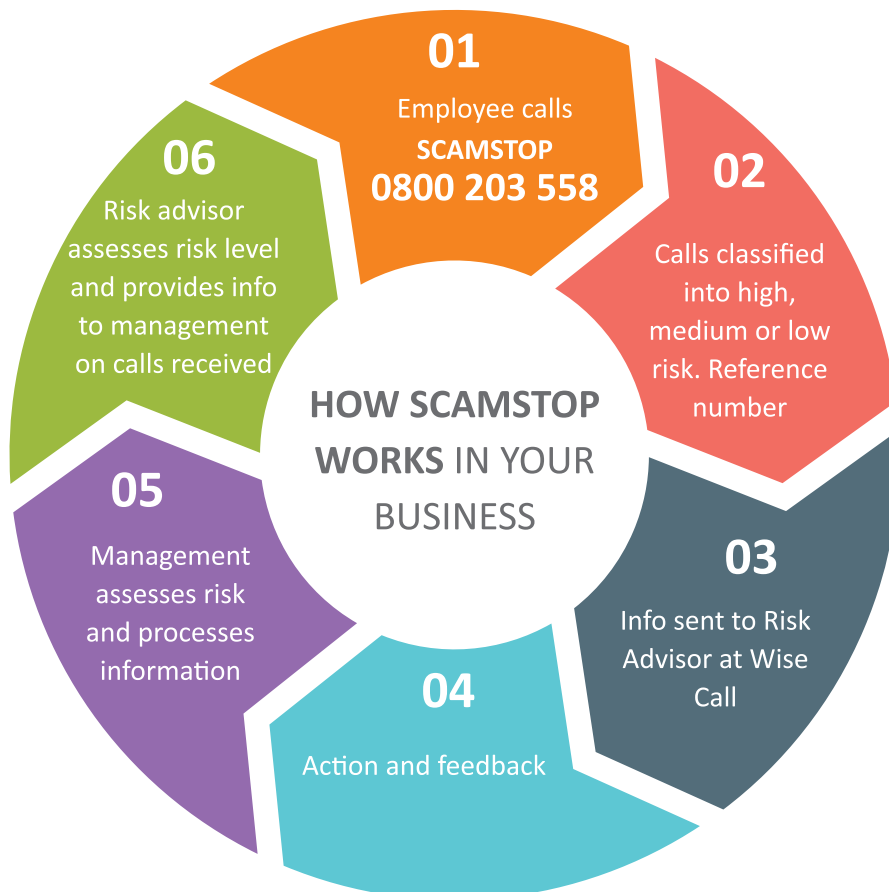 01
Employee calls
SCAMSTOP
0800 203 558
02
Calls classified
into high,
medium or low
risk. Reference
number
03
Info sent to Risk
Advisor at Wise
Call
04
Action and feedback
05
Management
assesses risk
and processes
information
06
Risk advisor
assesses risk level
and provides info
to management
on calls received
HOW SCAMSTOP
WORKS IN YOUR
BUSINESS